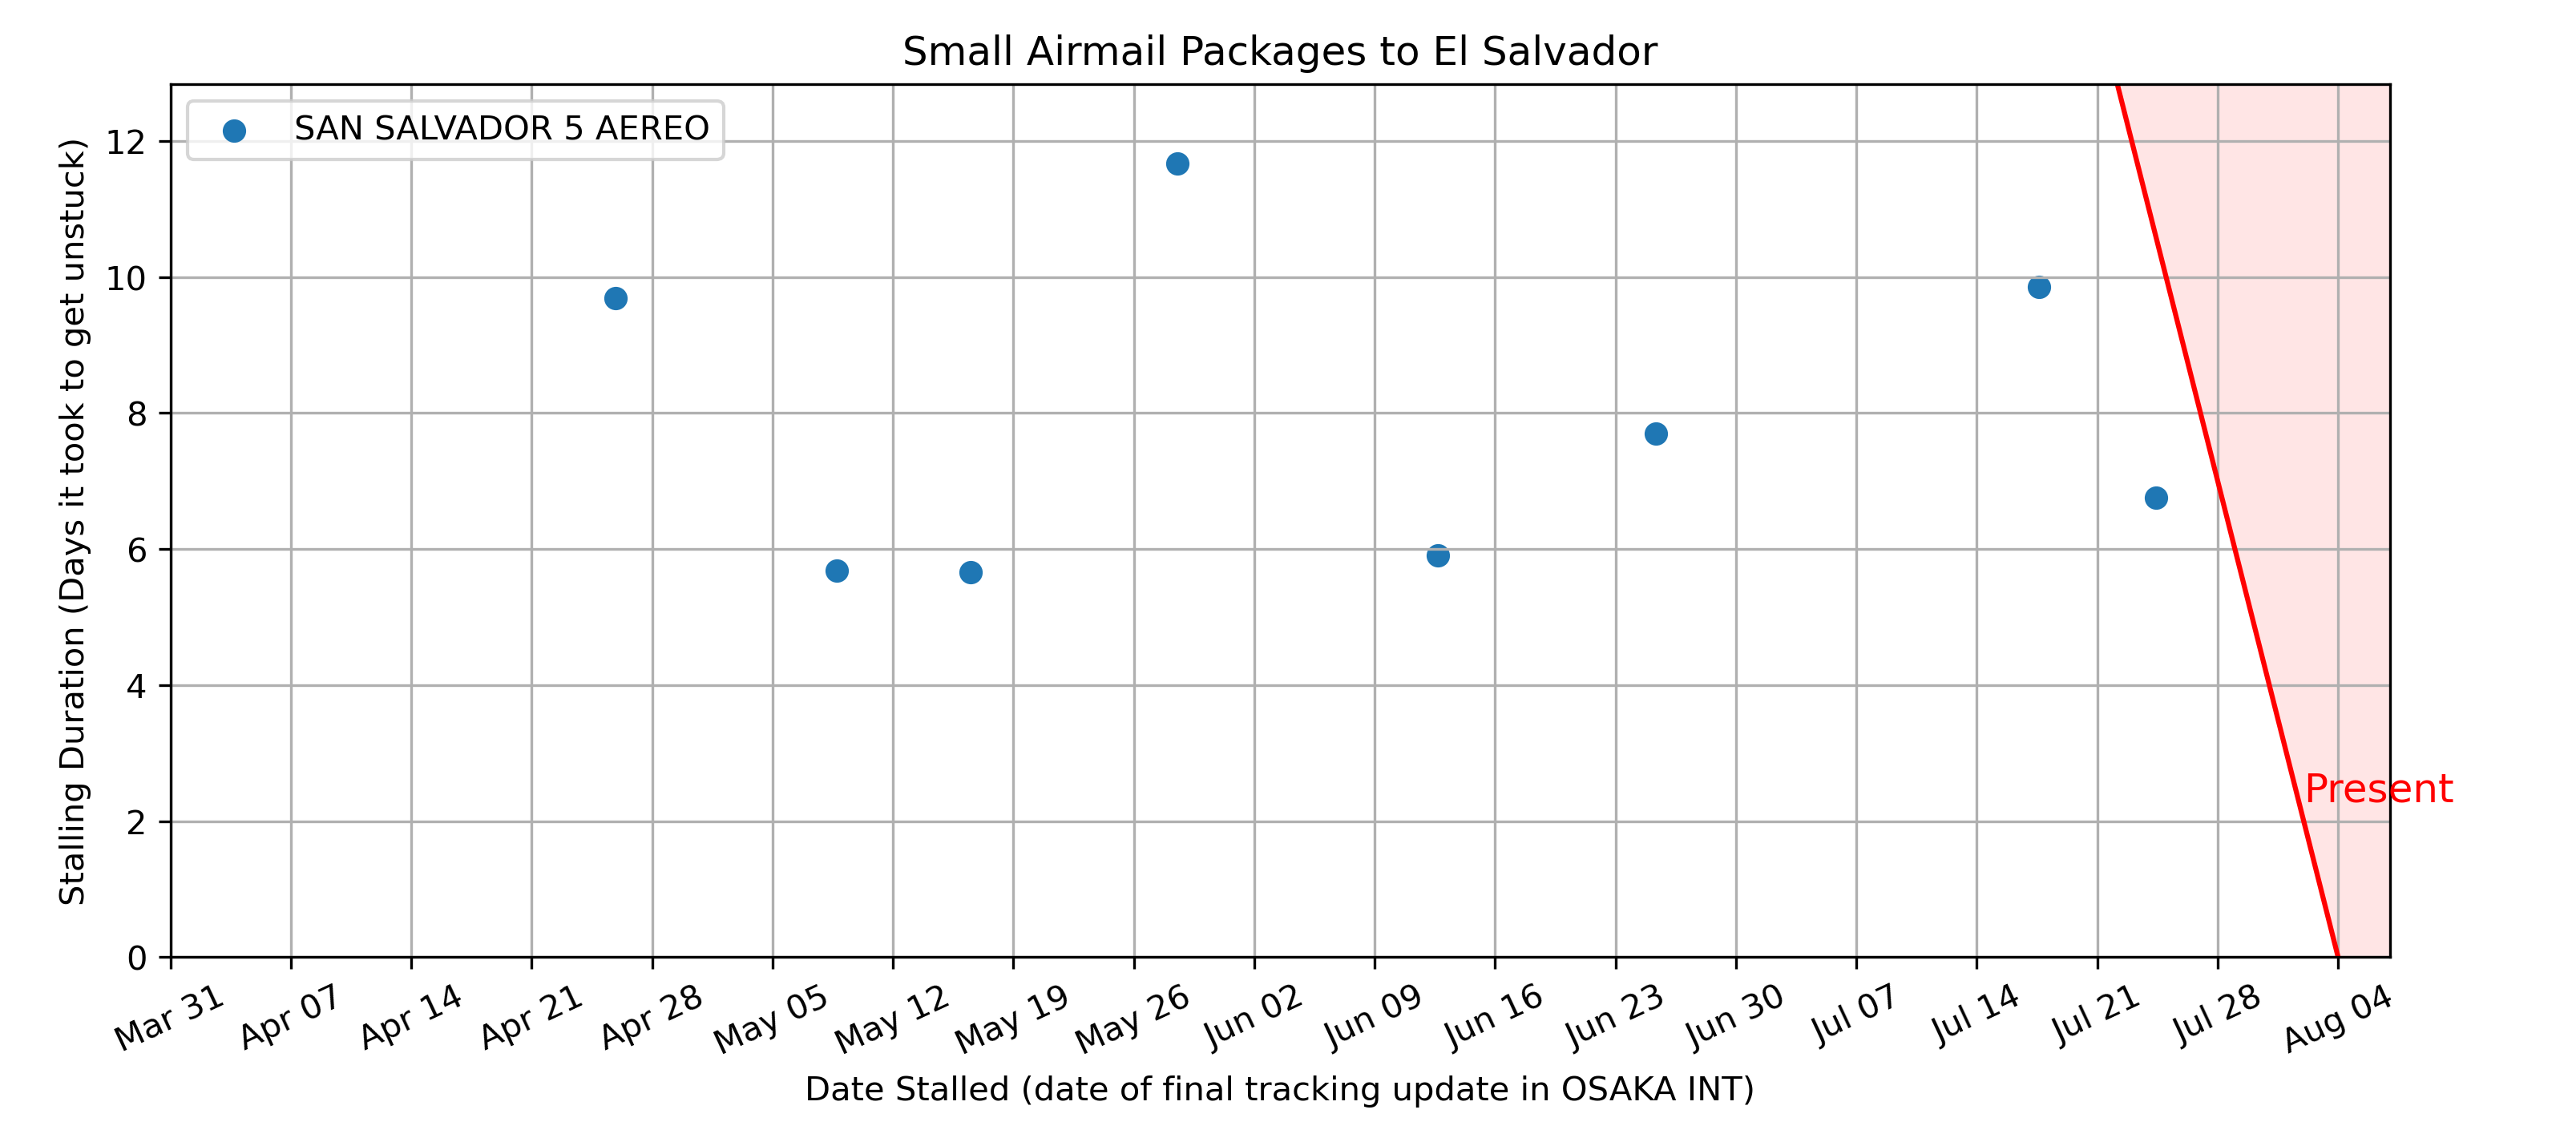 Small Airmail Packages to El Salvador
SAN SALVADOR 5 AEREO
Stalling Duration (Days it took to get unstuck)
12
10
8
6
4
2
0
Present
Mar 31
Apr 07
Apr 14
Apr 21
Apr 28
May 05
May 12
May 19
May 26
Jun 02
Jun 09
Jun 16
Jun 23
Jun 30
Jul 07
Jul 14
Jul 21
Jul 28
Aug 04
Date Stalled (date of final tracking update in OSAKA INT)